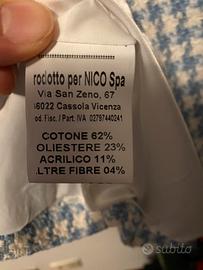 rodotto per NICO Spa
Via San Zeno, 67
36022 Cassola Vicenza
od. Fisc. / Part. IVA 02797440241
COTONE 62%
OLIESTERE 23%
ACRILICO 11%
LTRE FIBRE 04%
subito